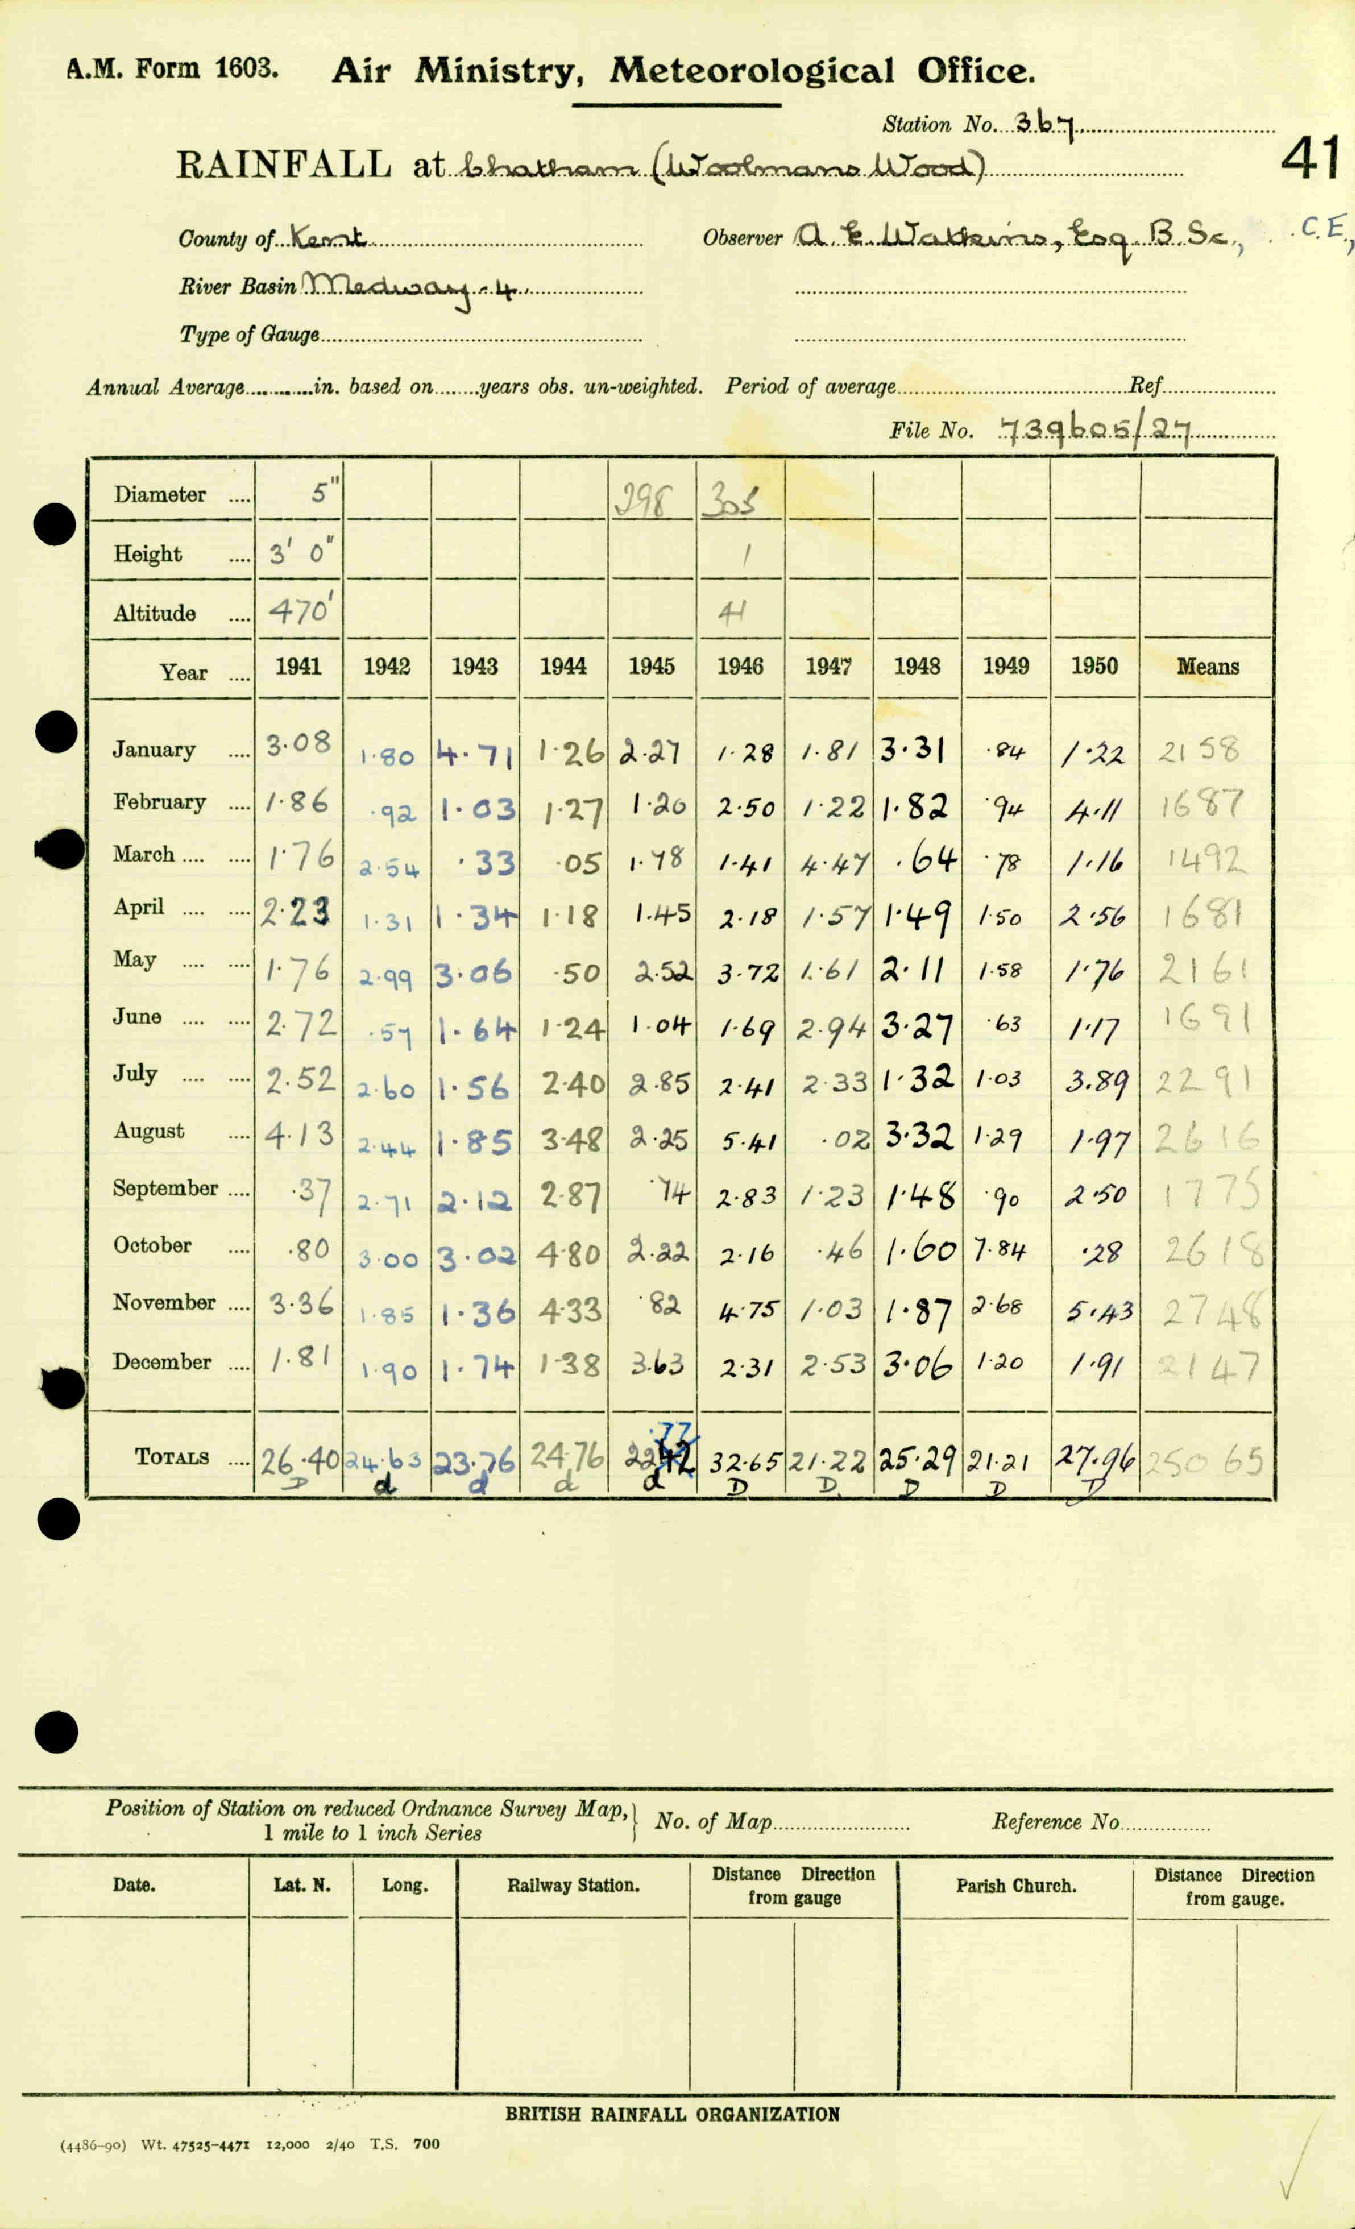 A.M. Form 1603. Air Ministry, Meteorological Office.
Station No. 367
RAINFALL at Chatham (Woolmans Wood)
41
County of Kent Observer A. E. Watkins, Esq. B.Sc., C.E.,
River Basin Medway - 4
Type of Gauge
Annual Average in. based on years obs. un-weighted. Period of average Ref.
File No. 739605/27
Diameter .... 5" 298 305
Height .... 3' 0" 1
Altitude .... 470' 41
Year .... 1941 1942 1943 1944 1945 1946 1947 1948 1949 1950 Means
January .... 3.08 1.80 4.71 1.26 2.27 1.28 1.81 3.31 .84 1.22 2158
February .... 1.86 .92 1.03 1.27 1.20 2.50 1.22 1.82 .94 4.11 1687
March .... .... 1.76 2.54 .33 .05 1.48 1.41 4.47 .64 .78 1.16 1492
April .... .... 2.23 1.31 1.34 1.18 1.45 2.18 1.57 1.49 1.50 2.56 1681
May .... .... 1.76 2.99 3.06 .50 2.52 3.72 1.61 2.11 1.58 1.76 2161
June .... .... 2.72 .57 1.64 1.24 1.04 1.69 2.94 3.27 .63 1.17 1691
July .... .... 2.52 2.60 1.56 2.40 2.85 2.41 2.33 1.32 1.03 3.89 2291
August .... 4.13 2.44 1.85 3.48 2.25 5.41 .02 3.32 1.29 1.97 2616
September .... .37 2.71 2.12 2.87 .74 2.83 1.23 1.48 .90 2.50 1775
October .... .80 3.00 3.02 4.80 2.22 2.16 .46 1.60 7.84 .28 2618
November .... 3.36 1.85 1.36 4.33 .82 4.75 1.03 1.87 2.68 5.43 2748
December .... 1.81 1.90 1.74 1.38 3.63 2.31 2.53 3.06 1.20 1.91 2147
.77
TOTALS .... 26.40 24.63 23.76 24.76 22.42 32.65 21.22 25.29 21.21 27.96 25065
D d d d d D D. D D D
Position of Station on reduced Ordnance Survey Map, No. of Map Reference No
1 mile to 1 inch Series
Date. Lat. N. Long. Railway Station. Distance Direction from gauge Parish Church. Distance Direction from gauge.
BRITISH RAINFALL ORGANIZATION
(4486-90) Wt. 47525-4471 12,000 2/40 T.S. 700